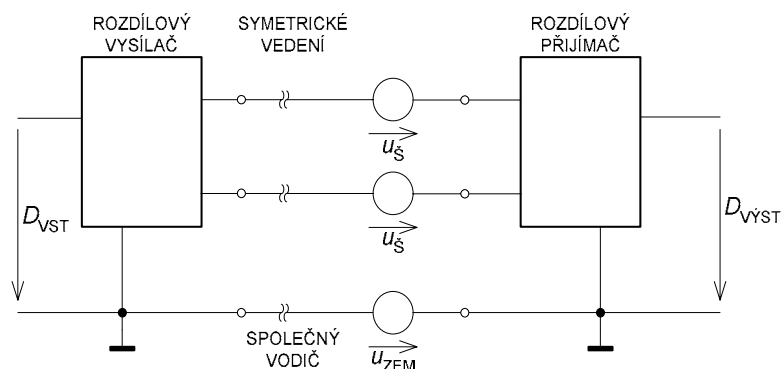 ROZDÍLOVÝ
VYSÍLAČ
SYMETRICKÉ
VEDENÍ
ROZDÍLOVÝ
PŘIJÍMAČ
uŠ
DVST
uŠ
DVÝST
SPOLEČNÝ
VODIČ
uZEM